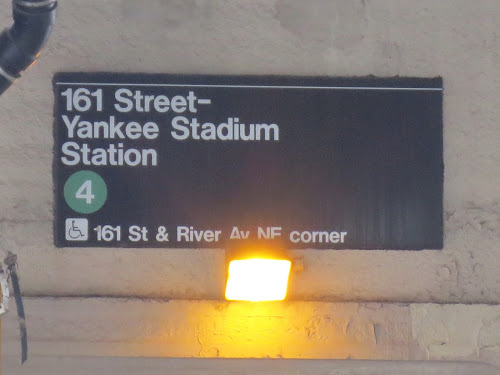 161 Street-
Yankee Stadium
Station
4
161 St & River Av NE corner